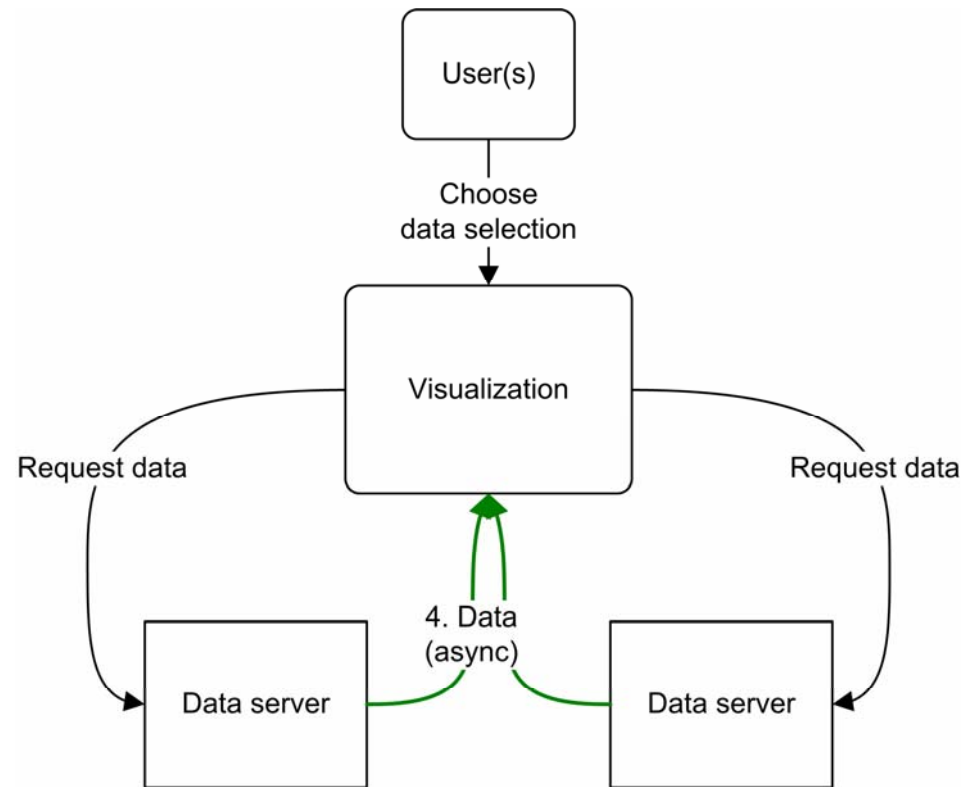 User(s)
Choose
data selection
Visualization
Request data
Request data
4. Data
(async)
Data server
Data server